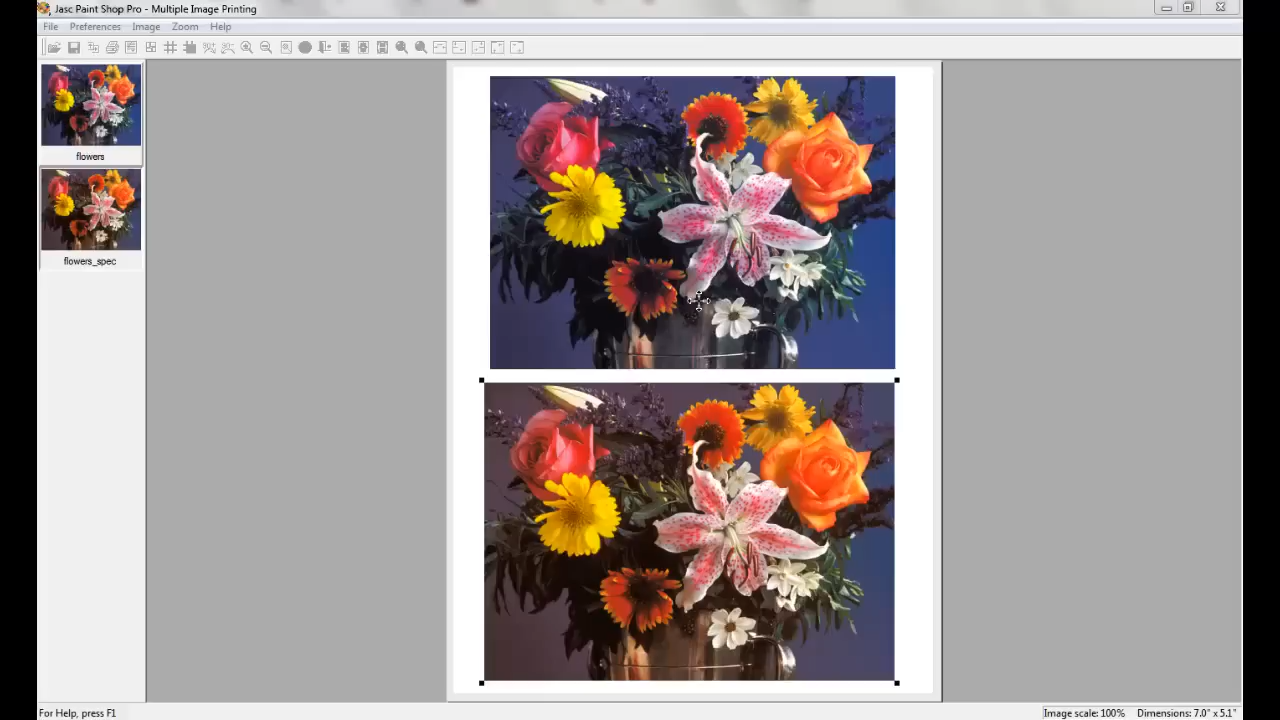 Jasc Paint Shop Pro - Multiple Image Printing
File Preferences Image Zoom Help
flowers
flowers_spec
For Help, press F1
Image scale: 100% Dimensions: 7.0" x 5.1"